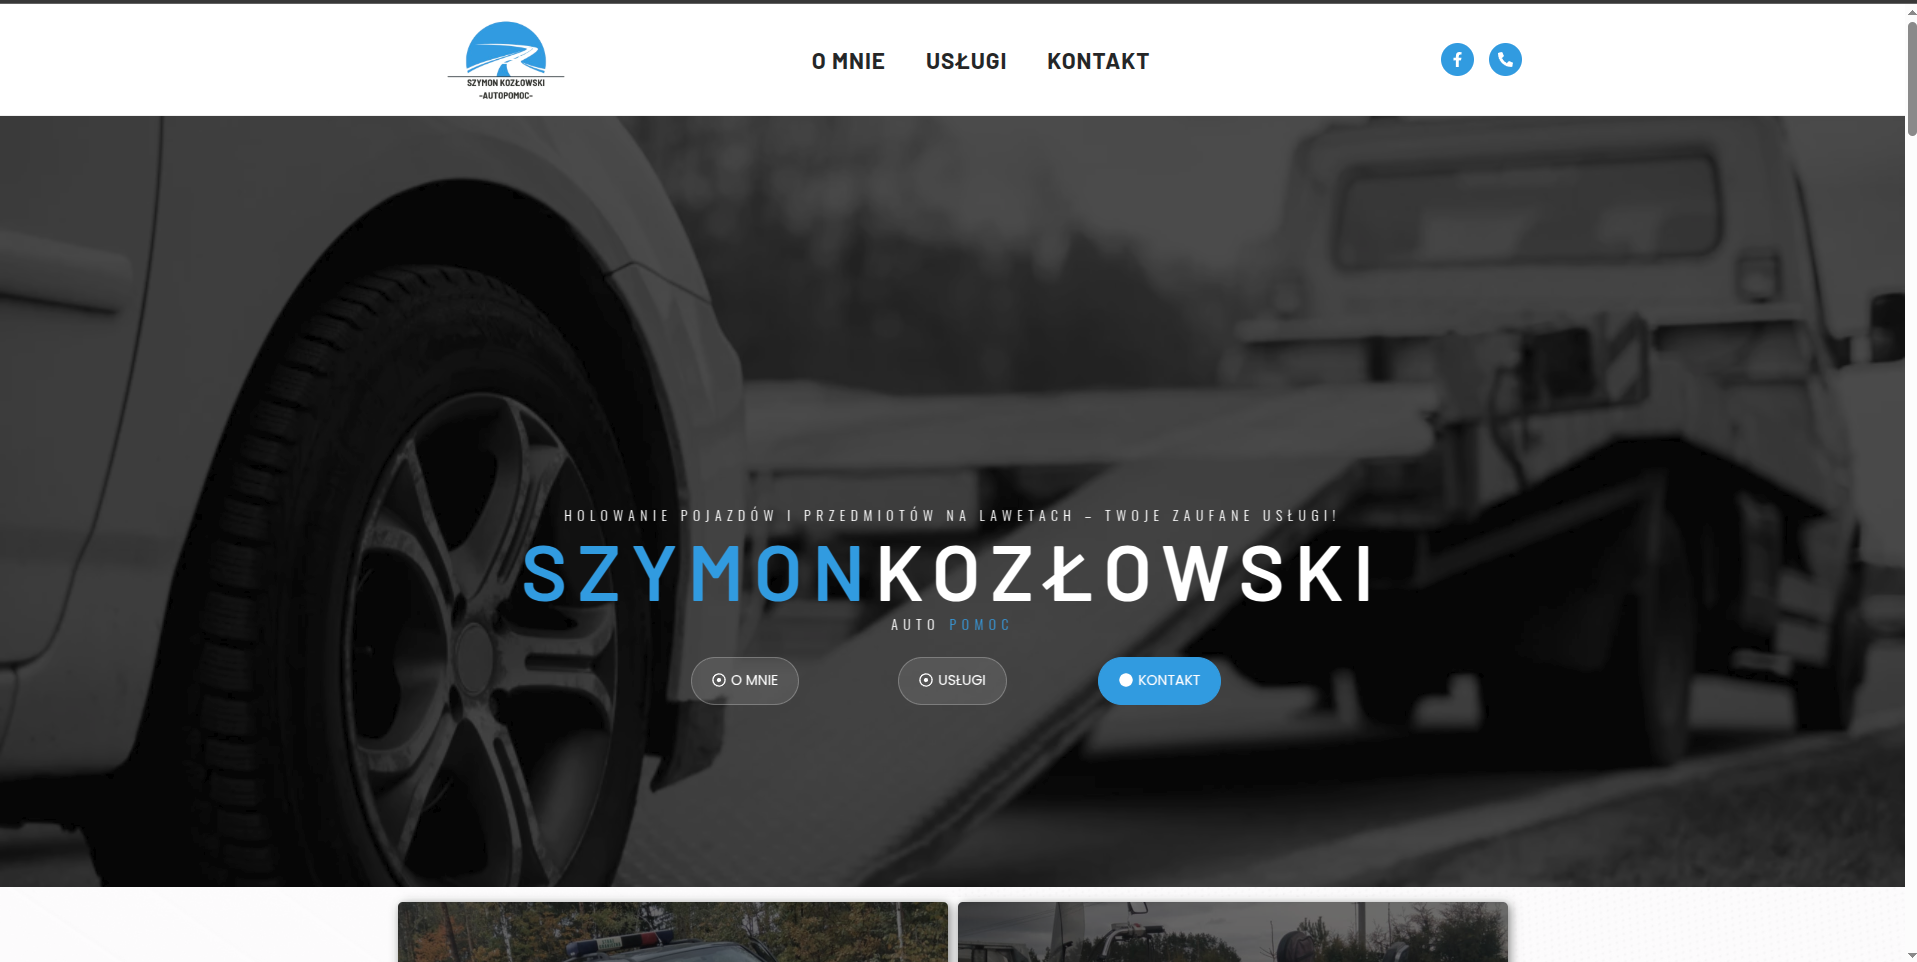 SZYMON KOZŁOWSKI
-AUTOPOMOC-
O MNIE USŁUGI KONTAKT
HOLOWANIE POJAZDÓW I PRZEDMIOTÓW NA LAWETACH – TWOJE ZAUFANE USŁUGI!
SZYMONKOZŁOWSKI
AUTO POMOC
O MNIE USŁUGI KONTAKT